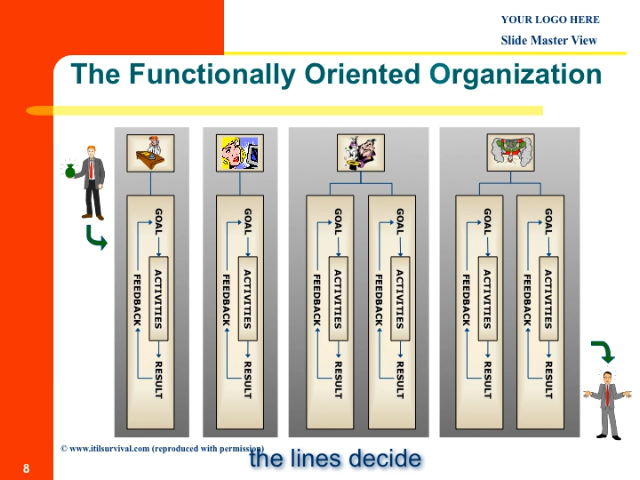 YOUR LOGO HERE
Slide Master View
The Functionally Oriented Organization
GOAL
ACTIVITIES
FEEDBACK
RESULT
GOAL
ACTIVITIES
FEEDBACK
RESULT
GOAL
ACTIVITIES
FEEDBACK
RESULT
GOAL
ACTIVITIES
FEEDBACK
RESULT
GOAL
ACTIVITIES
FEEDBACK
RESULT
GOAL
ACTIVITIES
FEEDBACK
RESULT
© www.itilsurvival.com (reproduced with permission)
the lines decide
8